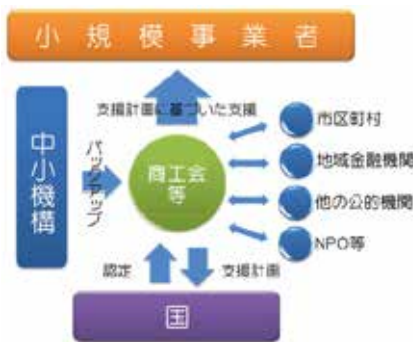 小規模事業者
支援計画に基づいた支援
中小機構
バックアップ
商工会
等
市区町村
地域金融機関
他の公的機関
NPO等
認定
支援計画
国